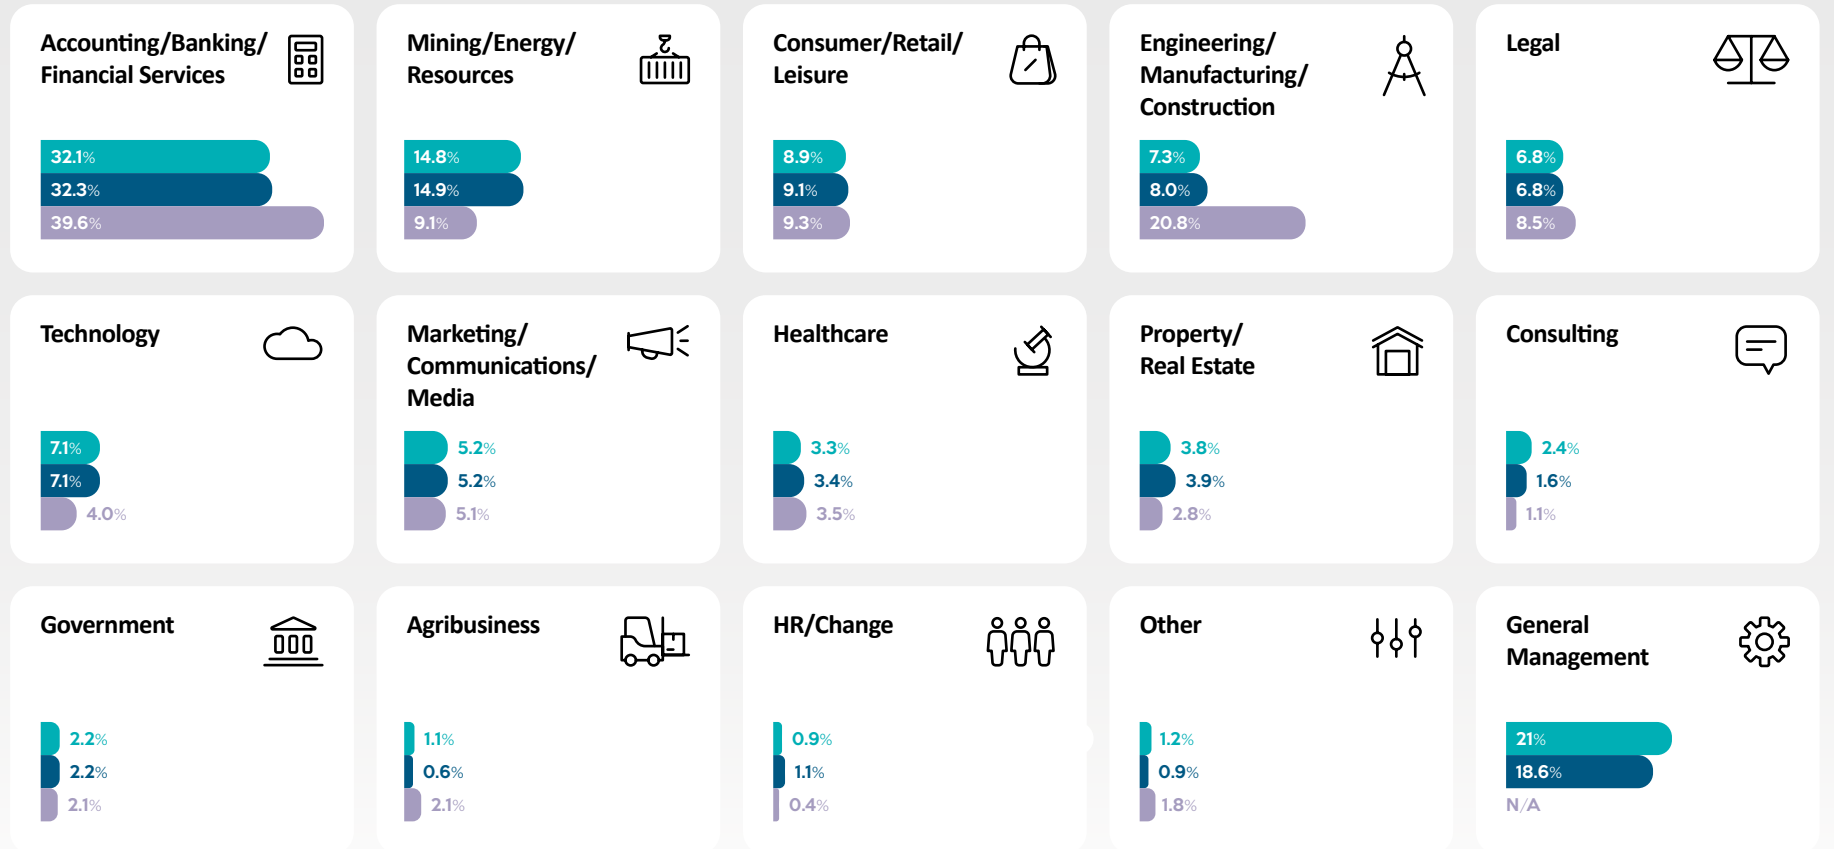 Accounting/Banking/
Financial Services
32.1%
32.3%
39.6%
Mining/Energy/
Resources
14.8%
14.9%
9.1%
Consumer/Retail/
Leisure
8.9%
9.1%
9.3%
Engineering/
Manufacturing/
Construction
7.3%
8.0%
20.8%
Legal
6.8%
6.8%
8.5%
Technology
7.1%
7.1%
4.0%
Marketing/
Communications/
Media
5.2%
5.2%
5.1%
Healthcare
3.3%
3.4%
3.5%
Property/
Real Estate
3.8%
3.9%
2.8%
Consulting
2.4%
1.6%
1.1%
Government
2.2%
2.2%
2.1%
Agribusiness
1.1%
0.6%
2.1%
HR/Change
0.9%
1.1%
0.4%
Other
1.2%
0.9%
1.8%
General
Management
21%
18.6%
N/A